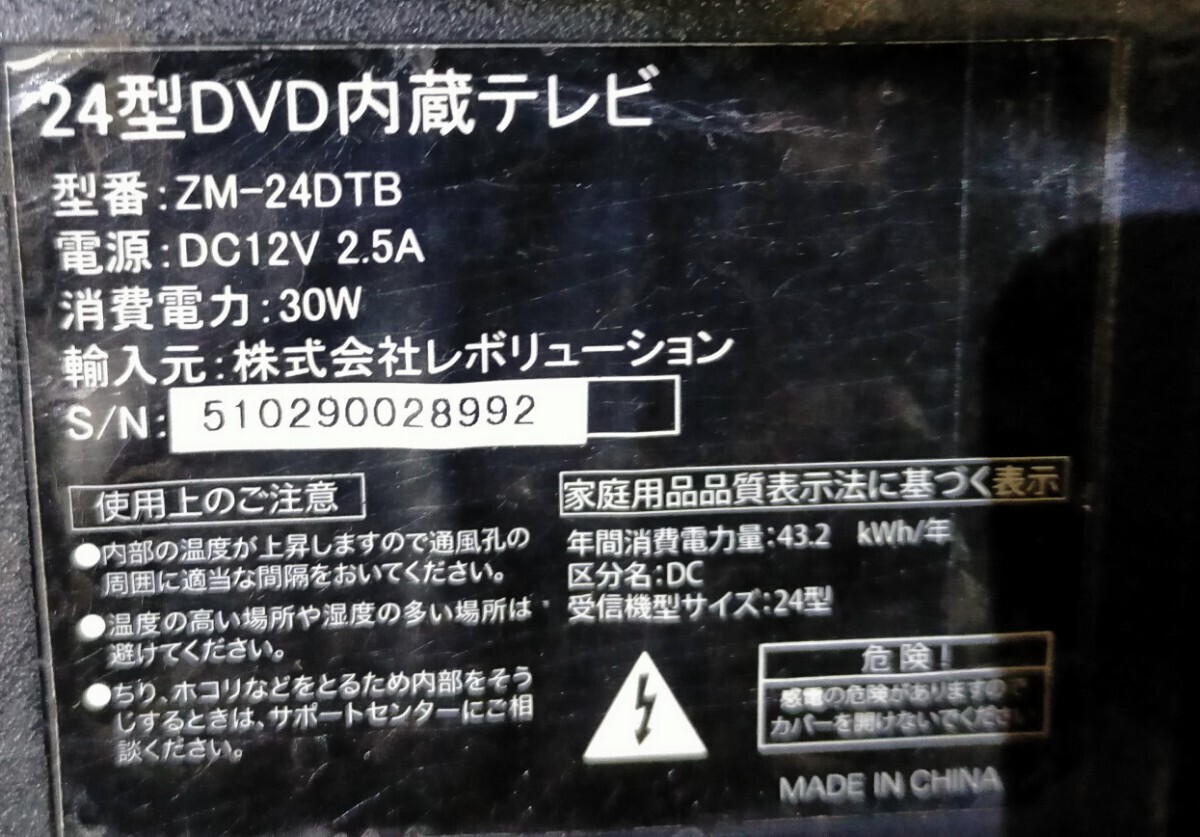 24型DVD内蔵テレビ
型番:ZM-24DTB
電源:DC12V 2.5A
消費電力:30W
輸入元:株式会社レボリューション
S/N: 510290028992
使用上のご注意
●内部の温度が上昇しますので通風孔の
周囲に適当な間隔をおいてください。
●温度の高い場所や湿度の多い場所は
避けてください。
●ちり、ホコリなどをとるため内部をそう
じするときは、サポートセンターにご相
談ください。
家庭用品品質表示法に基づく表示
年間消費電力量:43.2 kWh/年
区分名:DC
受信機型サイズ:24型
危険!
感電の危険がありますので
カバーを開けないでください
MADE IN CHINA